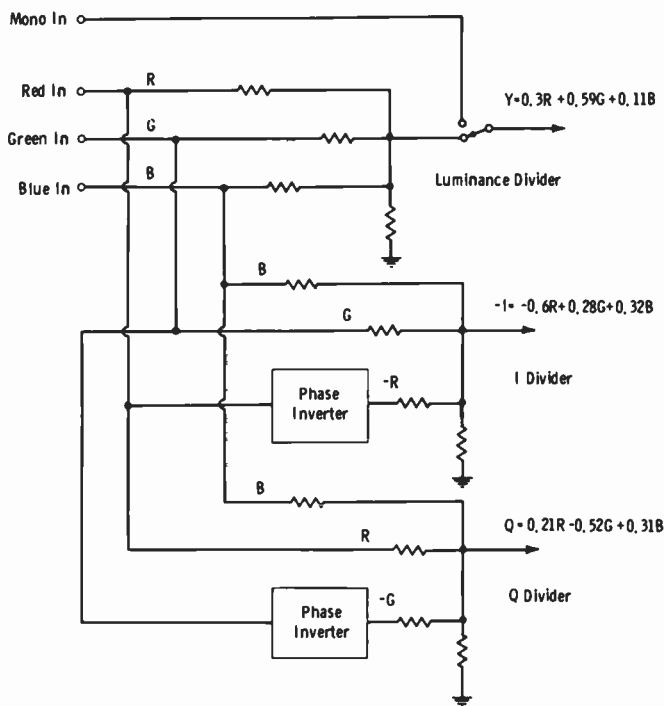 Mono In
Red In
R
Y=0.3R +0.59G +0.11B
Green In
G
Blue In
B
Luminance Divider
B
-I= -0.6R+0.28G+0.32B
G
Phase
Inverter
-R
I Divider
B
Q = 0.21R -0.52G +0.31B
R
Phase
Inverter
-G
Q Divider